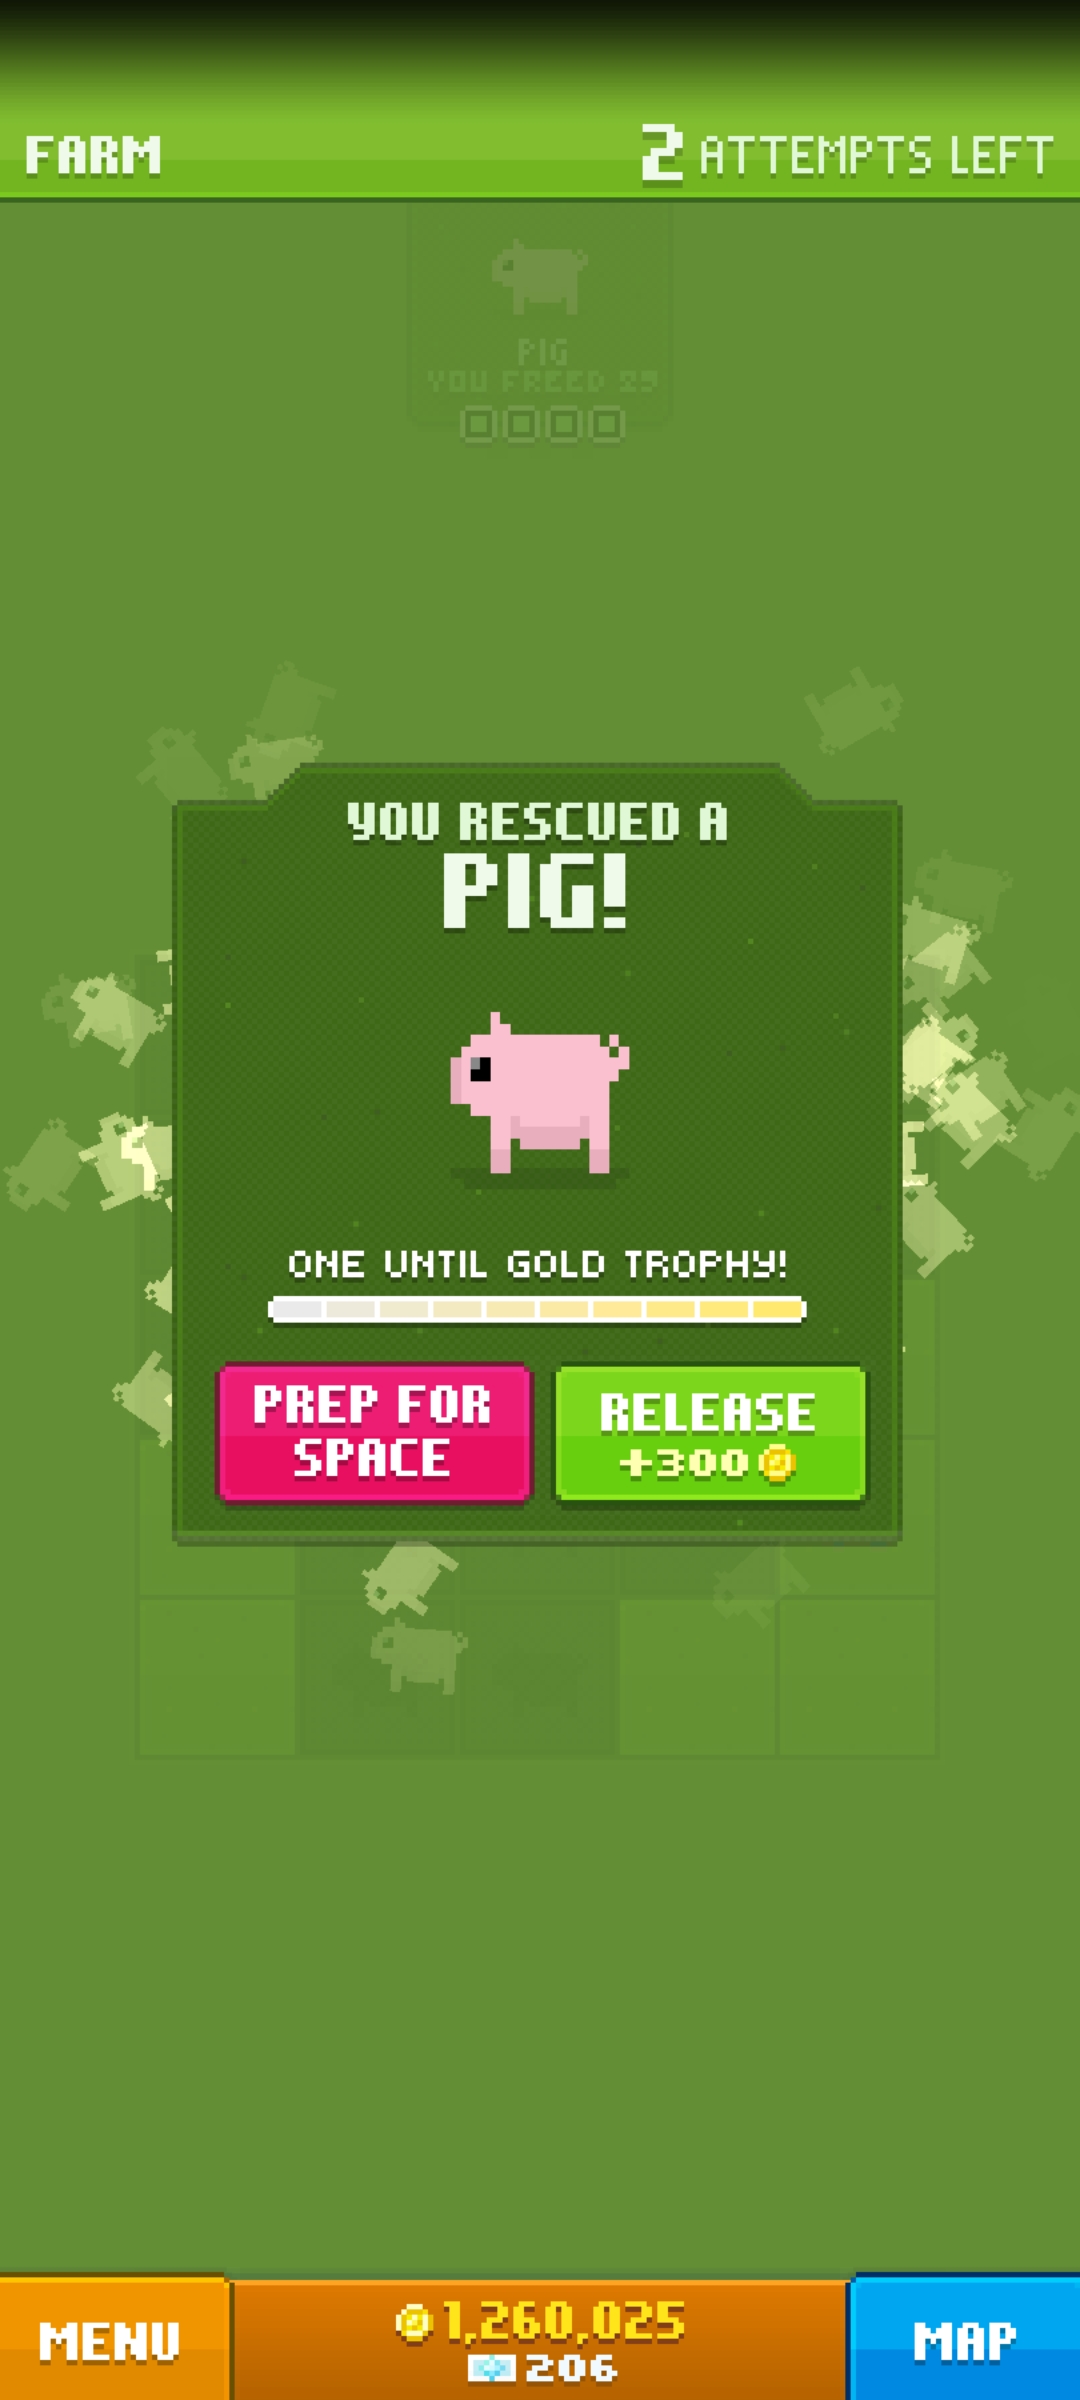 FARM
2 ATTEMPTS LEFT
PIG
YOU FREED 89
YOU RESCUED A
PIG!
ONE UNTIL GOLD TROPHY!
PREP FOR
SPACE
RELEASE
+300
MENU
1,260,025
206
MAP